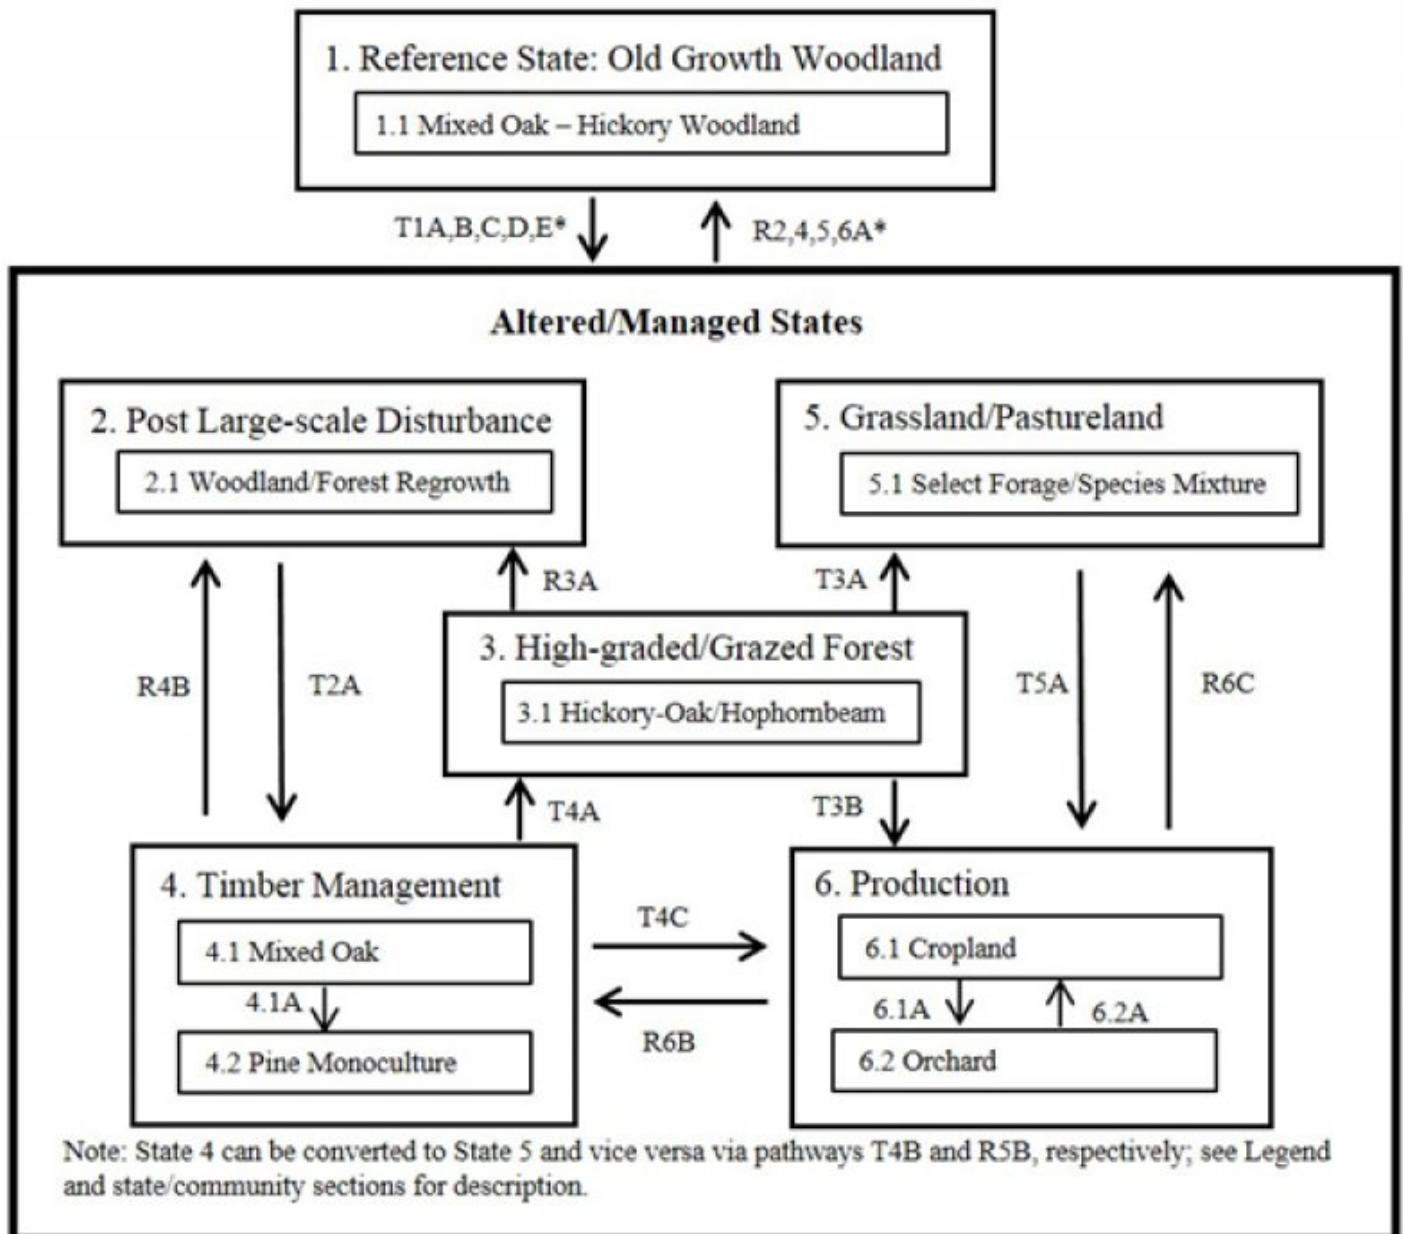 1. Reference State: Old Growth Woodland
1.1 Mixed Oak – Hickory Woodland
T1A,B,C,D,E*
R2,4,5,6A*
Altered/Managed States
2. Post Large-scale Disturbance
2.1 Woodland/Forest Regrowth
5. Grassland/Pastureland
5.1 Select Forage/Species Mixture
R3A
T3A
3. High-graded/Grazed Forest
3.1 Hickory-Oak/Hophornbeam
R4B
T2A
T5A
R6C
T4A
T3B
4. Timber Management
4.1 Mixed Oak
4.1A
4.2 Pine Monoculture
T4C
R6B
6. Production
6.1 Cropland
6.1A
6.2A
6.2 Orchard
Note: State 4 can be converted to State 5 and vice versa via pathways T4B and R5B, respectively; see Legend
and state/community sections for description.